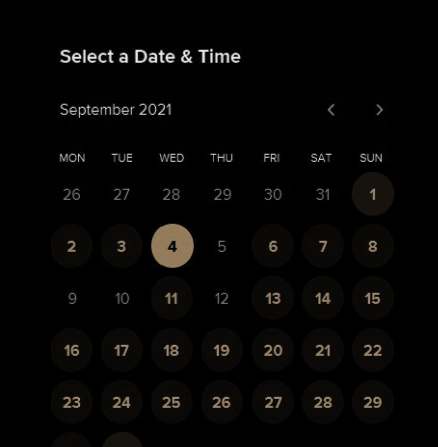 Select a Date & Time
September 2021
MON TUE WED THU FRI SAT SUN
26 27 28 29 30 31 1
2 3 4 5 6 7 8
9 10 11 12 13 14 15
16 17 18 19 20 21 22
23 24 25 26 27 28 29